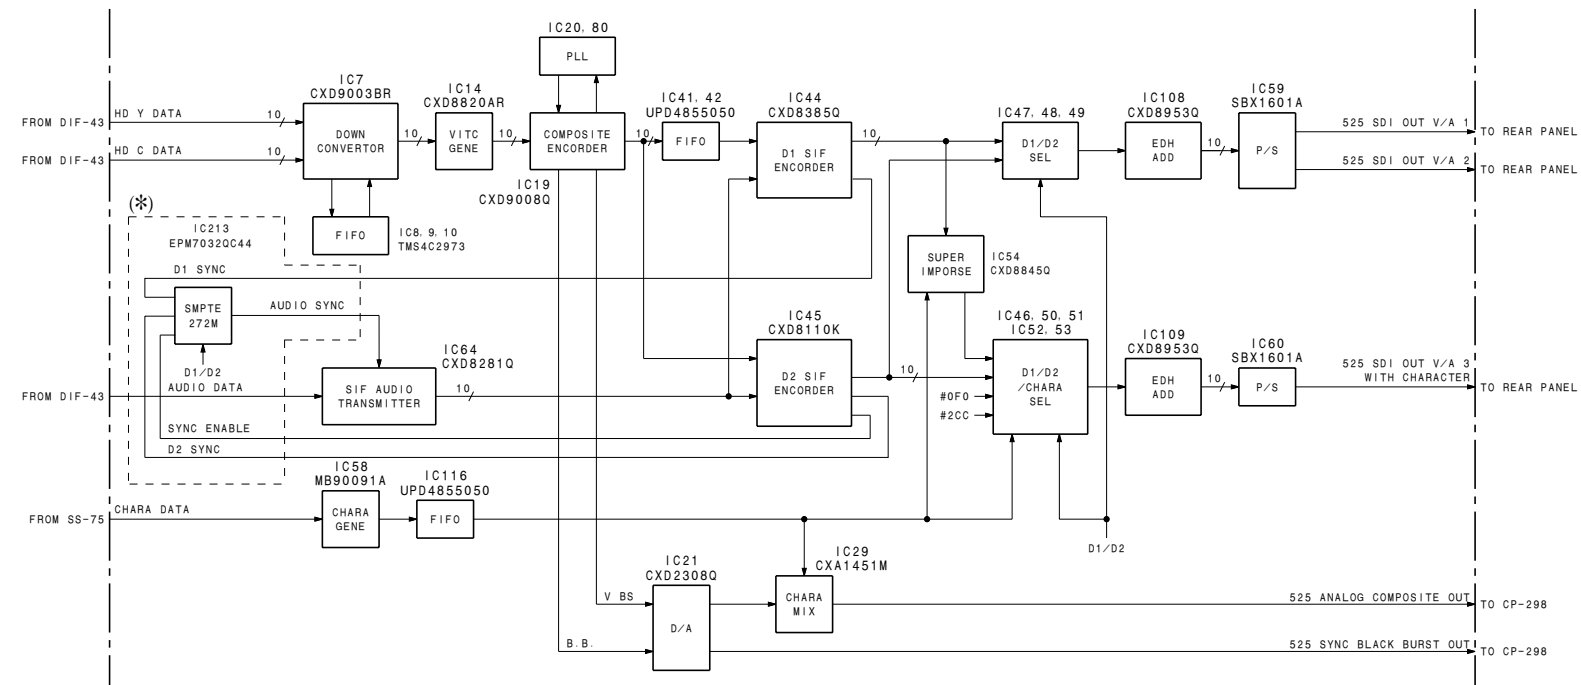 IC20, 80
PLL
IC7
CXD9003BR
IC14
CXD8820AR
IC41, 42
UPD4855050
IC44
CXD8385Q
IC47, 48, 49
IC108
CXD8953Q
IC59
SBX1601A
FROM DIF-43
HD Y DATA
10
DOWN
CONVERTOR
10
VITC
GENE
10
COMPOSITE
ENCORDER
10
FIFO
D1 SIF
ENCORDER
10
D1/D2
SEL
EDH
ADD
10
P/S
525 SDI OUT V/A 1
TO REAR PANEL
FROM DIF-43
HD C DATA
10
525 SDI OUT V/A 2
TO REAR PANEL
IC19
CXD9008Q
(✻)
IC213
EPM7032QC44
FIFO
IC8, 9, 10
TMS4C2973
SUPER
IMPORSE
IC54
CXD8845Q
D1 SYNC
SMPTE
272M
AUDIO SYNC
D1/D2
IC64
CXD8281Q
IC45
CXD8110K
IC46, 50, 51
IC52, 53
IC109
CXD8953Q
IC60
SBX1601A
FROM DIF-43
AUDIO DATA
SIF AUDIO
TRANSMITTER
10
D2 SIF
ENCORDER
10
D1/D2
/CHARA
SEL
#0F0
#2CC
EDH
ADD
10
P/S
525 SDI OUT V/A 3
WITH CHARACTER
TO REAR PANEL
SYNC ENABLE
D2 SYNC
IC58
MB90091A
IC116
UPD4855050
FROM SS-75
CHARA DATA
CHARA
GENE
FIFO
D1/D2
IC21
CXD2308Q
IC29
CXA1451M
V BS
D/A
CHARA
MIX
525 ANALOG COMPOSITE OUT
TO CP-298
B.B.
525 SYNC BLACK BURST OUT
TO CP-298